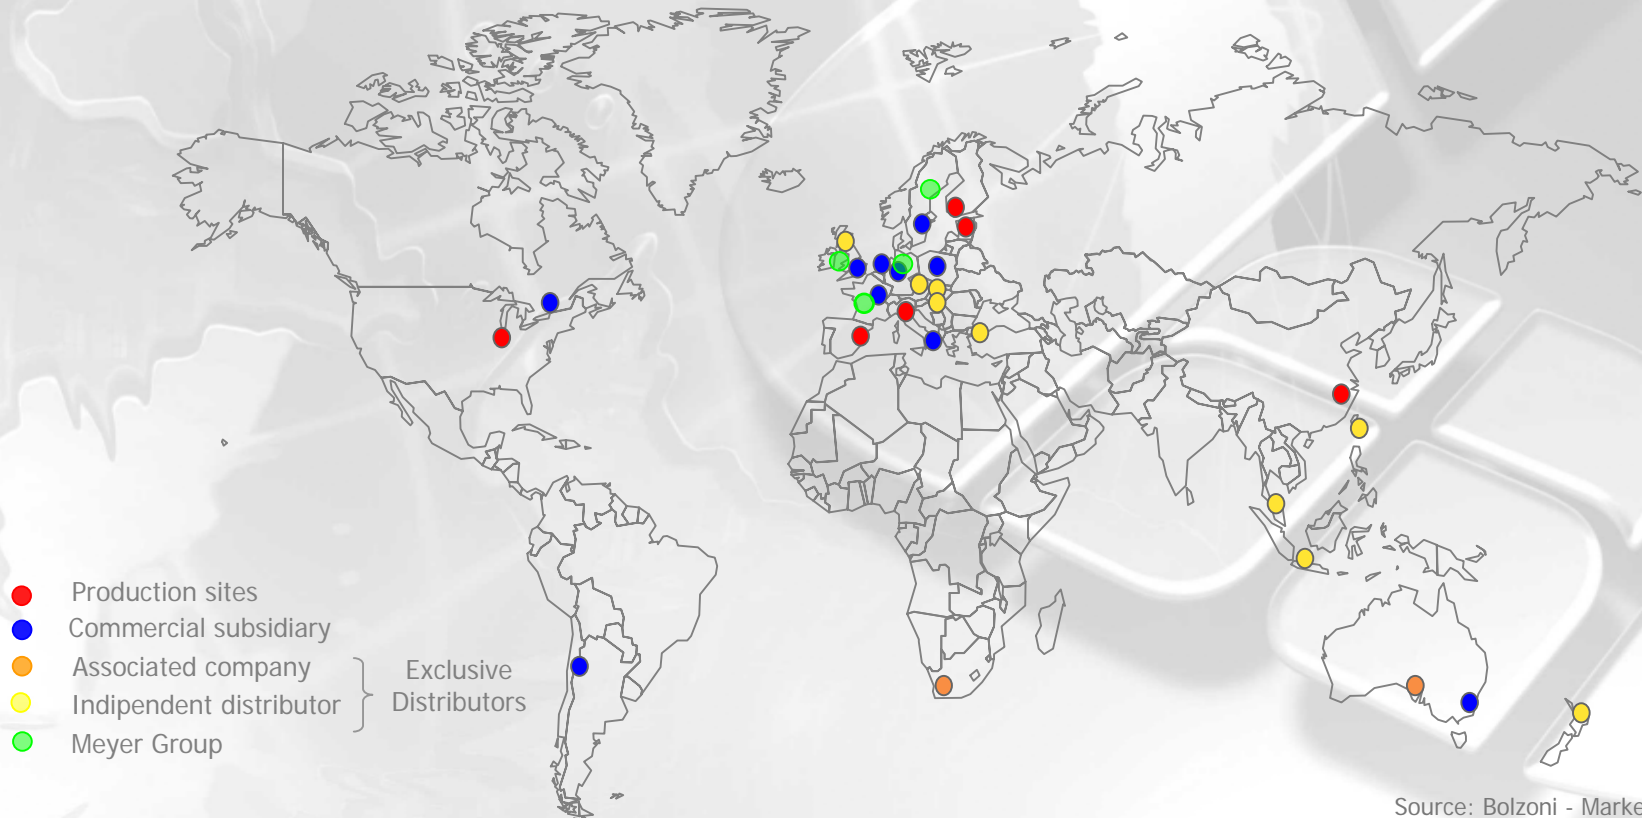 Production sites
Commercial subsidiary
Associated company
Indipendent distributor
Exclusive
Distributors
Meyer Group
Source: Bolzoni - Marke